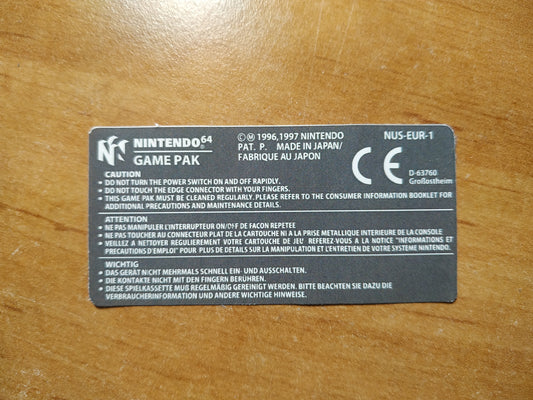 NINTENDO64
GAME PAK
©Ⓜ 1996,1997 NINTENDO
PAT. P. MADE IN JAPAN/
FABRIQUE AU JAPON
NUS-EUR-1
CE
D-63760
Großostheim
CAUTION
• DO NOT TURN THE POWER SWITCH ON AND OFF RAPIDLY.
• DO NOT TOUCH THE EDGE CONNECTOR WITH YOUR FINGERS.
• THIS GAME PAK MUST BE CLEANED REGULARLY. PLEASE REFER TO THE CONSUMER INFORMATION BOOKLET FOR
ADDITIONAL PRECAUTIONS AND MAINTENANCE DETAILS.
ATTENTION
• NE PAS MANIPULER L'INTERRUPTEUR ON/OFF DE FACON REPETEE
• NE PAS TOUCHER AU CONNECTEUR PLAT DE LA CARTOUCHE NI A LA PRISE METALLIQUE INTERIEURE DE LA CONSOLE
• VEILLEZ A NETTOYER REGULIEREMENT VOTRE CARTOUCHE DE JEU REFEREZ-VOUS A LA NOTICE "INFORMATIONS ET
PRECAUTIONS D'EMPLOI" POUR PLUS DE DETAILS SUR LA MANIPULATION ET L'ENTRETIEN DE VOTRE SYSTEME NINTENDO.
WICHTIG
• DAS GERÄT NICHT MEHRMALS SCHNELL EIN- UND AUSSCHALTEN.
• DIE KONTAKTE NICHT MIT DEN FINGERN BERÜHREN.
• DIESE SPIELKASSETTE MUß REGELMÄßIG GEREINIGT WERDEN. BITTE BEACHTEN SIE DAZU DIE
VERBRAUCHERINFORMATION UND ANDERE WICHTIGE HINWEISE.